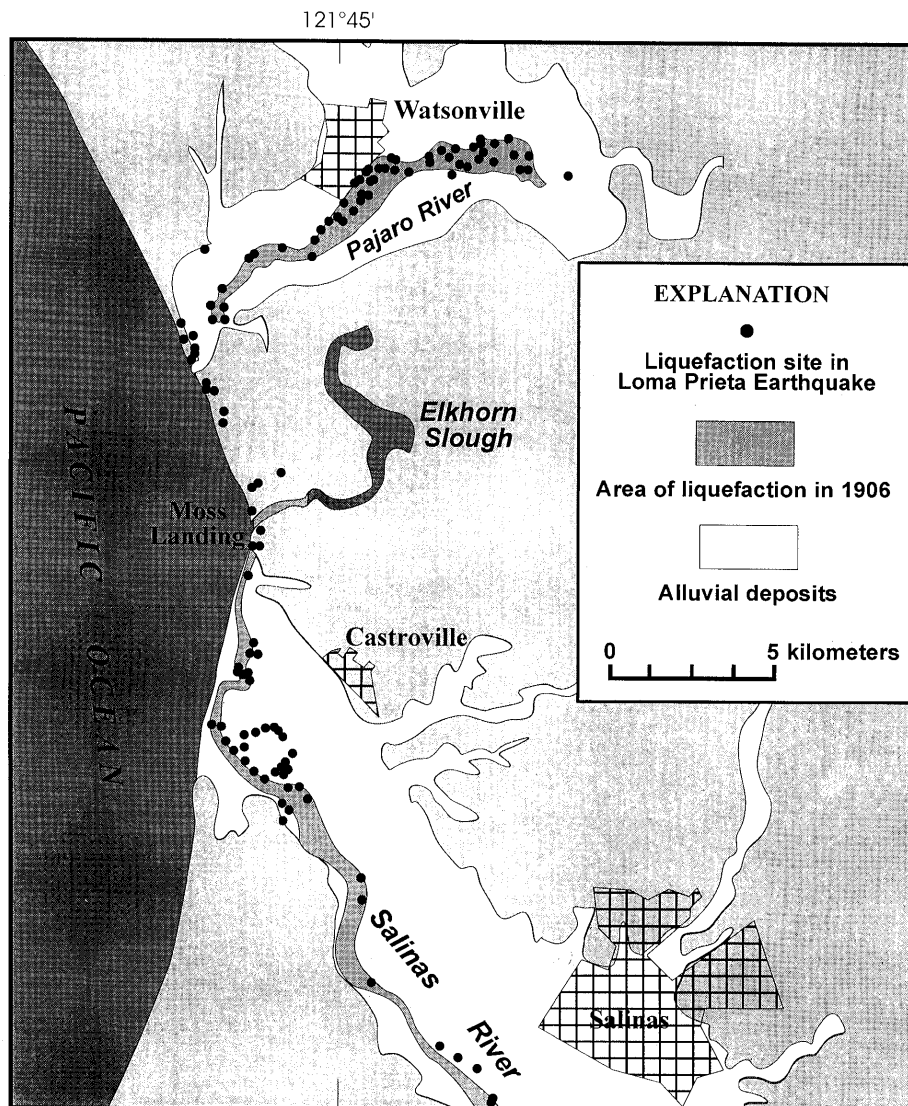 121°45'
Watsonville
Pajaro River
EXPLANATION
Liquefaction site in
Loma Prieta Earthquake
Area of liquefaction in 1906
Alluvial deposits
0 5 kilometers
Elkhorn
Slough
PACIFIC OCEAN
Moss
Landing
Castroville
Salinas
River
Salinas